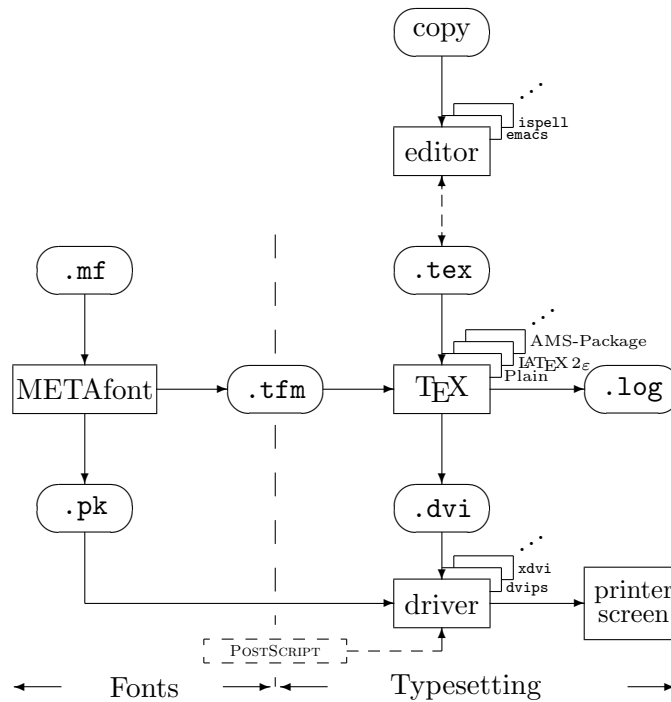 copy
ispell
emacs
editor
.mf
.tex
AMS-Package
LATEX 2ε
Plain
METAfont
.tfm
TEX
.log
.pk
.dvi
xdvi
dvips
driver
printer
screen
POSTSCRIPT
Fonts
Typesetting